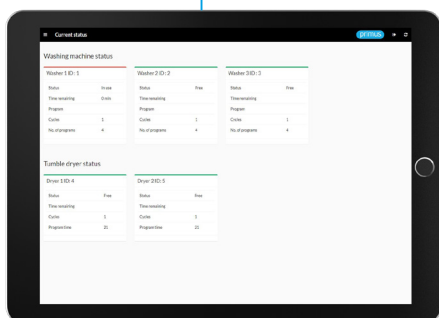 Current status
primus
Washing machine status
Washer 1 ID: 1
Status In use
Time remaining 0 min
Program
Cycles 1
No. of programs 4
Washer 2 ID: 2
Status Free
Time remaining
Program
Cycles 1
No. of programs 4
Washer 3 ID: 3
Status Free
Time remaining
Program
Cycles 1
No. of programs 4
Tumble dryer status
Dryer 1 ID: 4
Status Free
Time remaining
Cycles 1
Program time 25
Dryer 2 ID: 5
Status Free
Time remaining
Cycles 1
Program time 25